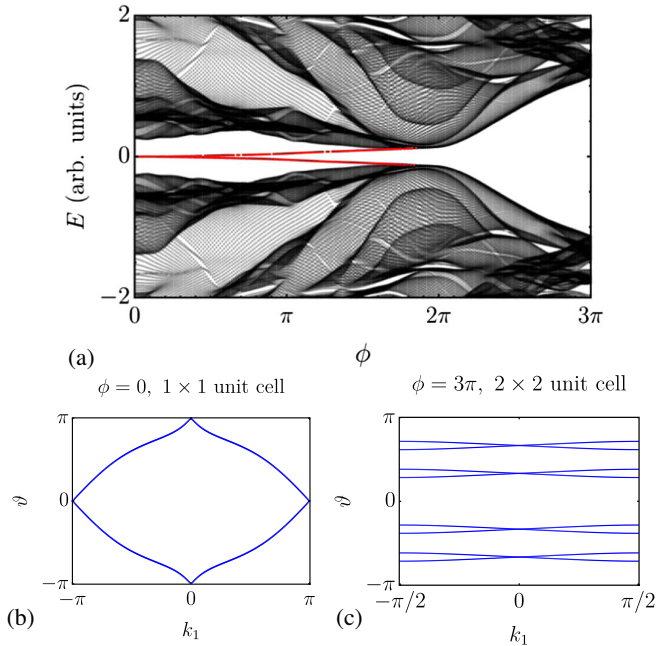 2
0
−2
E (arb. units)
0
π
2π
3π
(a)
ϕ
ϕ = 0, 1 × 1 unit cell
π
0
−π
ϑ
−π
0
π
(b)
k₁
ϕ = 3π, 2 × 2 unit cell
π
0
−π
ϑ
−π/2
0
π/2
(c)
k₁